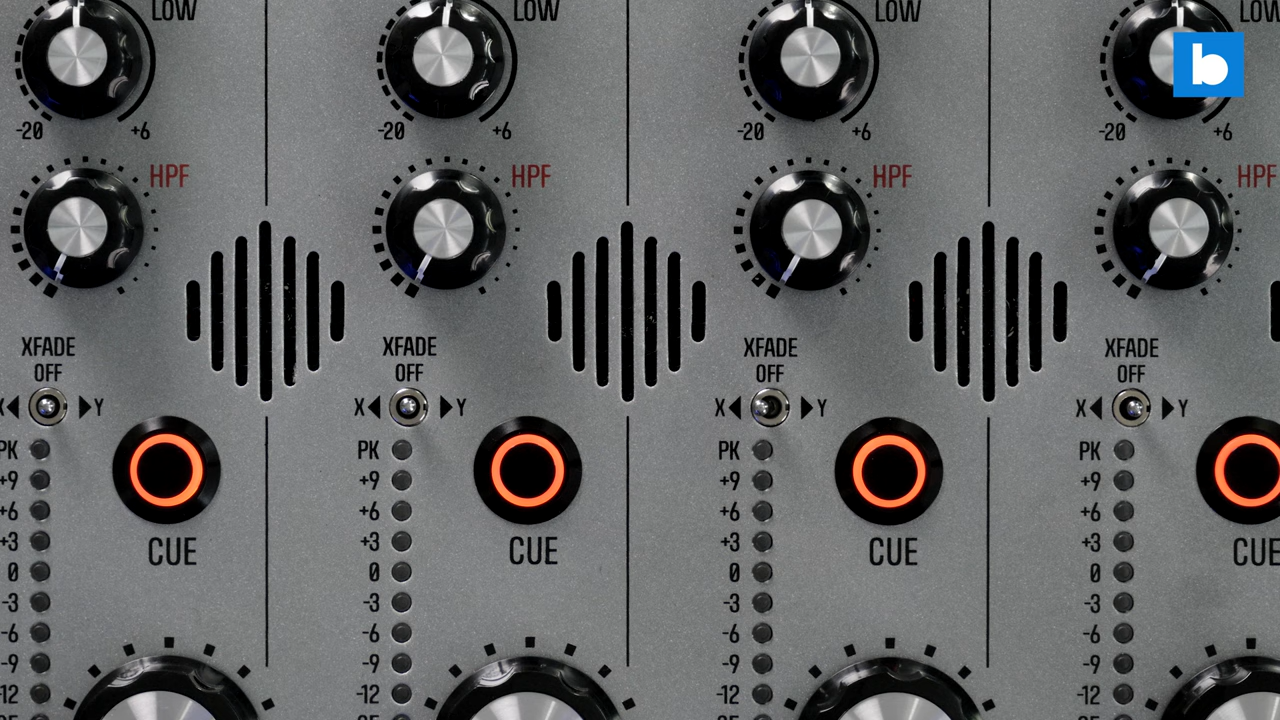 LOW LOW LOW LOW
-20 +6 -20 +6 -20 +6 -20 +6
HPF HPF HPF HPF
XFADE XFADE XFADE XFADE
OFF OFF OFF OFF
X Y X Y X Y X Y
PK PK PK PK
+9 +9 +9 +9
+6 +6 +6 +6
+3 +3 +3 +3
CUE CUE CUE CUE
0 0 0 0
-3 -3 -3 -3
-6 -6 -6 -6
-9 -9 -9 -9
-12 -12 -12 -12
b